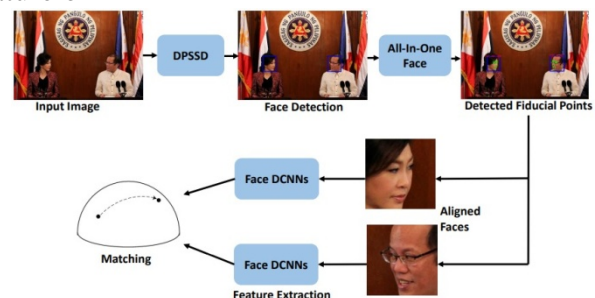 DPSSD
All-In-One
Face
Input Image
Face Detection
Detected Fiducial Points
Face DCNNs
Aligned
Faces
Matching
Face DCNNs
Feature Extraction